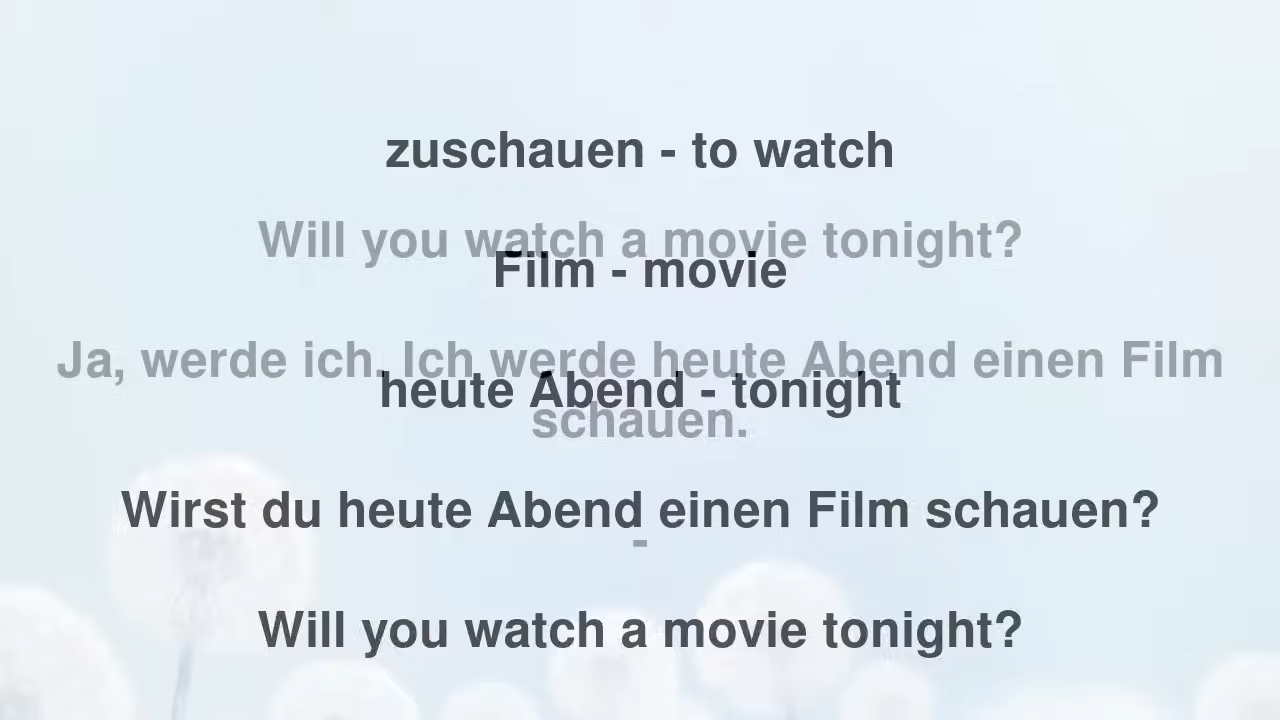 zuschauen - to watch
Will you watch a movie tonight?
Film - movie
Ja, werde ich. Ich werde heute Abend einen Film
heute Abend - tonight
schauen.
Wirst du heute Abend einen Film schauen?
-
Will you watch a movie tonight?